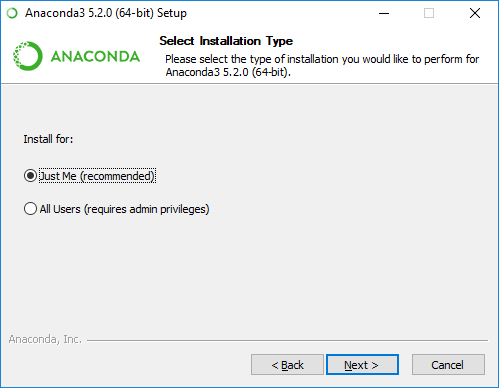 Anaconda3 5.2.0 (64-bit) Setup
ANACONDA
Select Installation Type
Please select the type of installation you would like to perform for
Anaconda3 5.2.0 (64-bit).
Install for:
Just Me (recommended)
All Users (requires admin privileges)
Anaconda, Inc.
< Back
Next >
Cancel